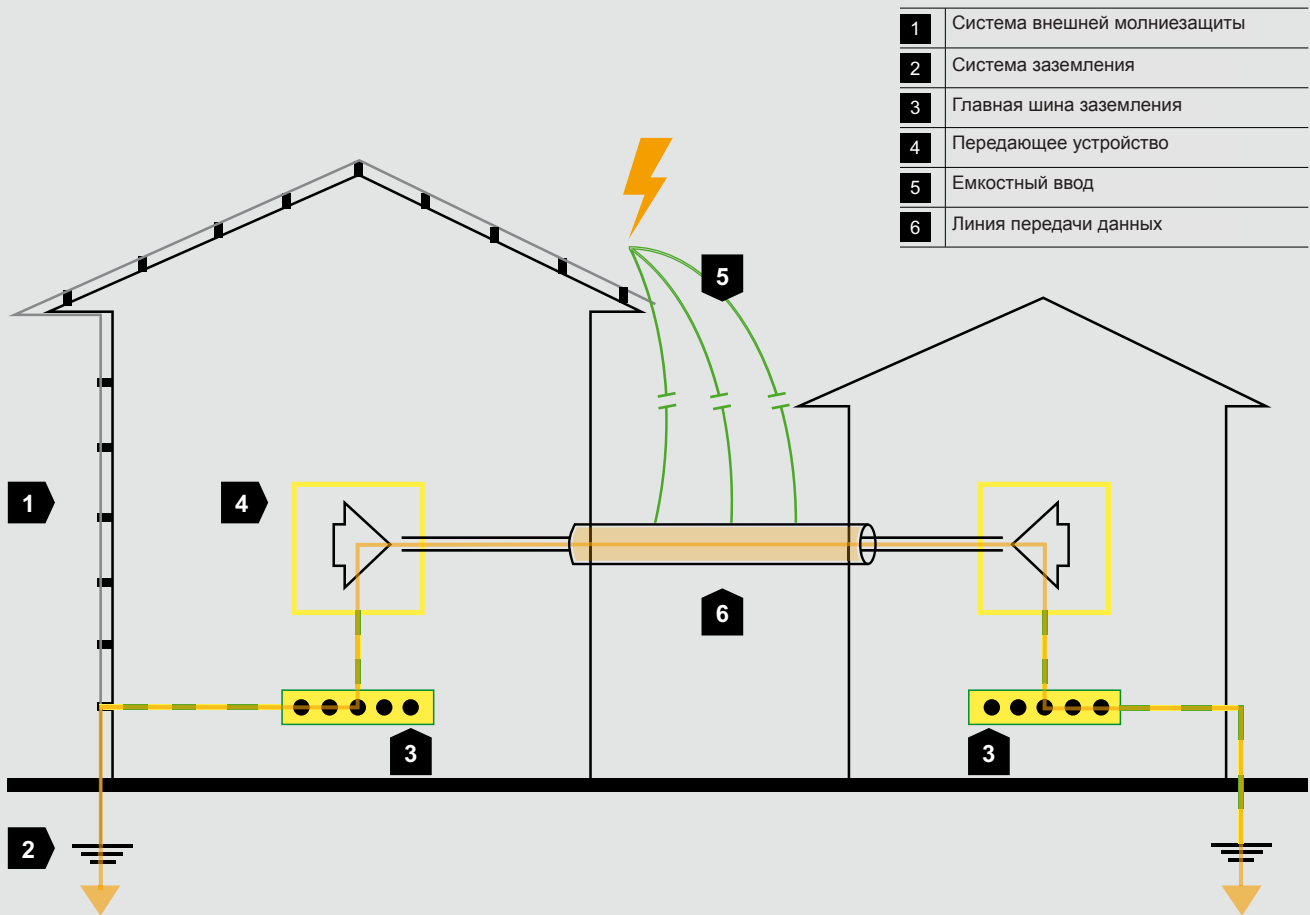 1 Система внешней молниезащиты
2 Система заземления
3 Главная шина заземления
4 Передающее устройство
5 Емкостный ввод
6 Линия передачи данных
5
1
4
6
3
3
2